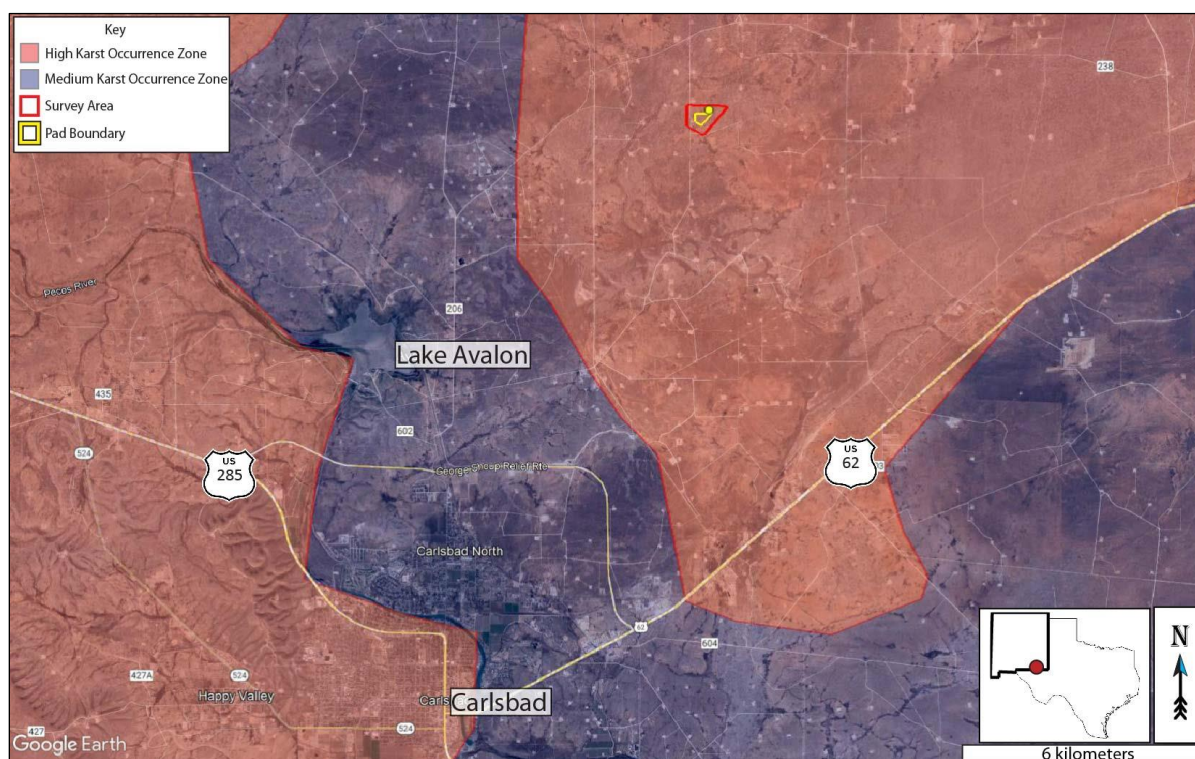 Key
High Karst Occurrence Zone
Medium Karst Occurrence Zone
Survey Area
Pad Boundary
238
Pecos River
206
Lake Avalon
435
602
524
US
285
US
62
Relief Rte
Carlsbad North
62
604
427A
524
Happy Valley
Carlsbad
524
427
Google Earth
N
6 kilometers